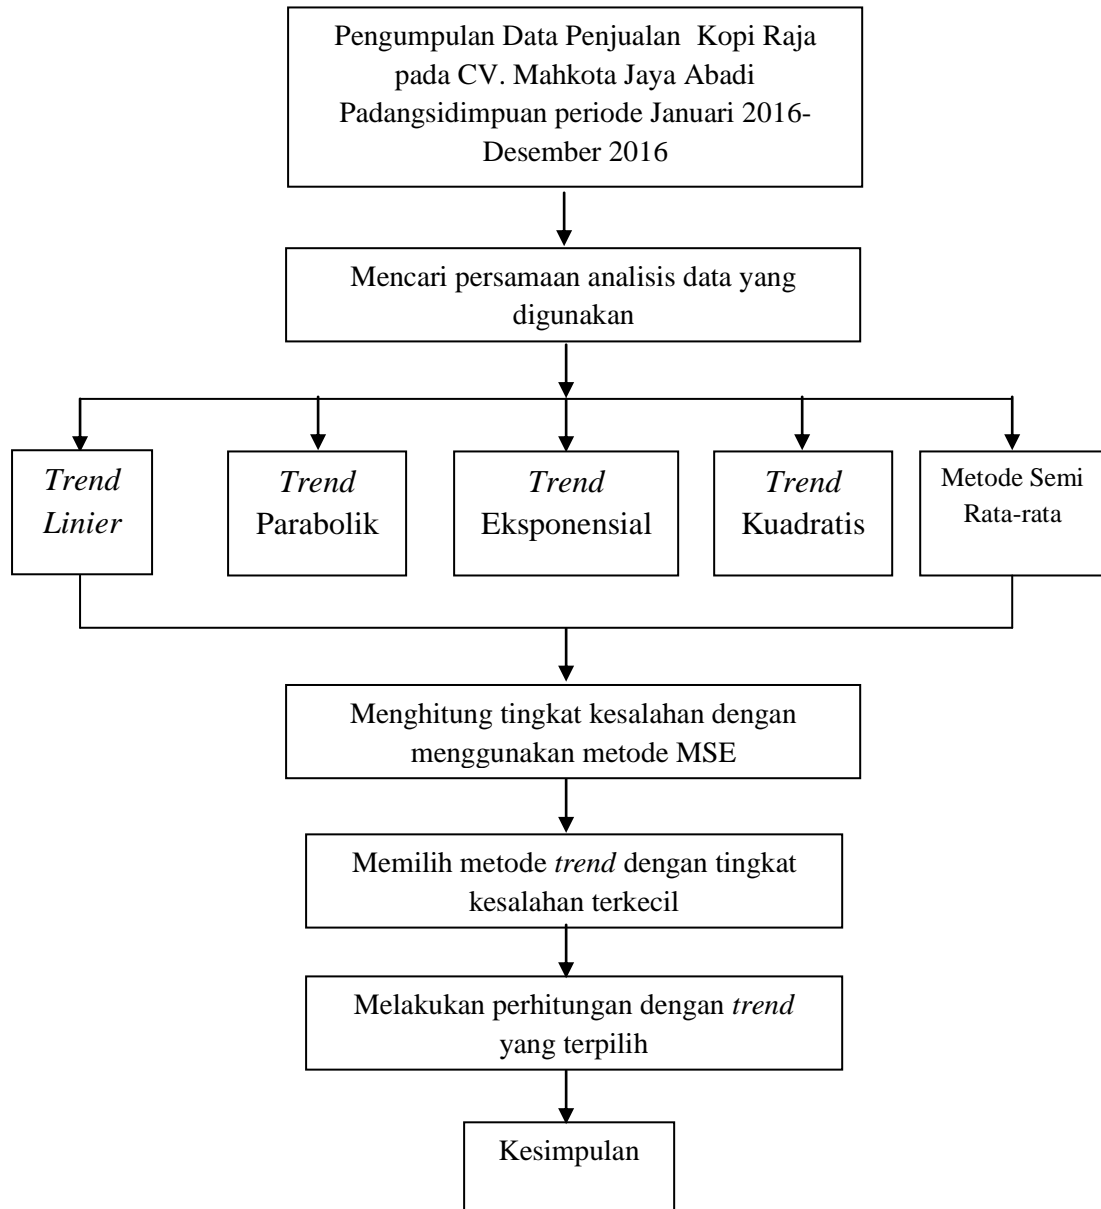 Pengumpulan Data Penjualan Kopi Raja
pada CV. Mahkota Jaya Abadi
Padangsidimpuan periode Januari 2016-
Desember 2016
Mencari persamaan analisis data yang
digunakan
Trend
Linier
Trend
Parabolik
Trend
Eksponensial
Trend
Kuadratis
Metode Semi
Rata-rata
Menghitung tingkat kesalahan dengan
menggunakan metode MSE
Memilih metode trend dengan tingkat
kesalahan terkecil
Melakukan perhitungan dengan trend
yang terpilih
Kesimpulan